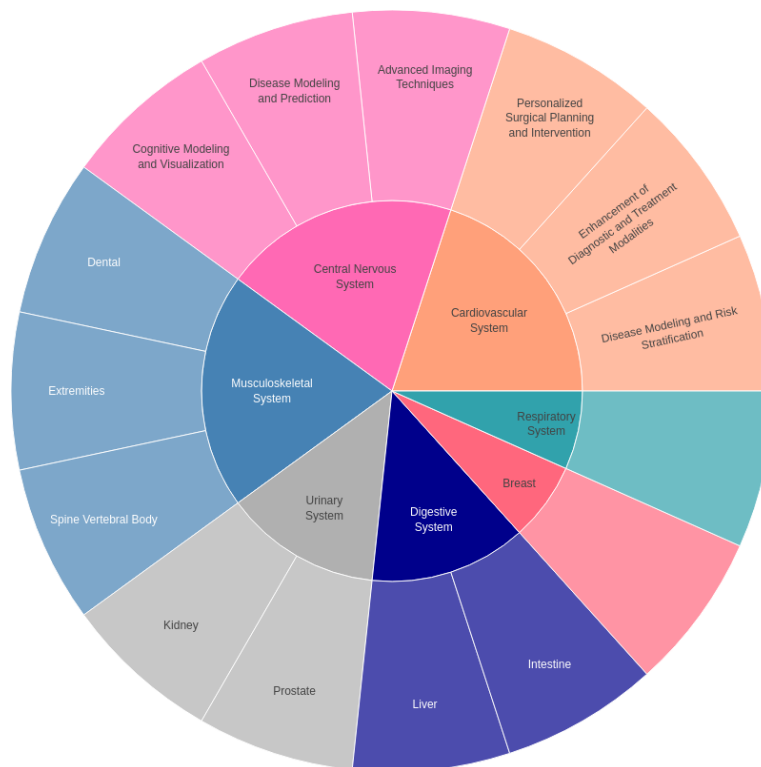 Advanced Imaging
Techniques
Disease Modeling
and Prediction
Personalized
Surgical Planning
and Intervention
Cognitive Modeling
and Visualization
Enhancement of
Diagnostic and Treatment
Modalities
Dental
Central Nervous
System
Cardiovascular
System
Disease Modeling and Risk
Stratification
Extremities
Musculoskeletal
System
Respiratory
System
Breast
Urinary
System
Digestive
System
Spine Vertebral Body
Kidney
Prostate
Liver
Intestine